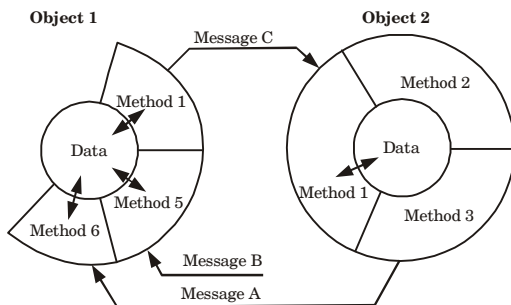 Object 1
Object 2
Message C
Method 1
Method 2
Data
Data
Method 1
Method 5
Method 3
Method 6
Message B
Message A